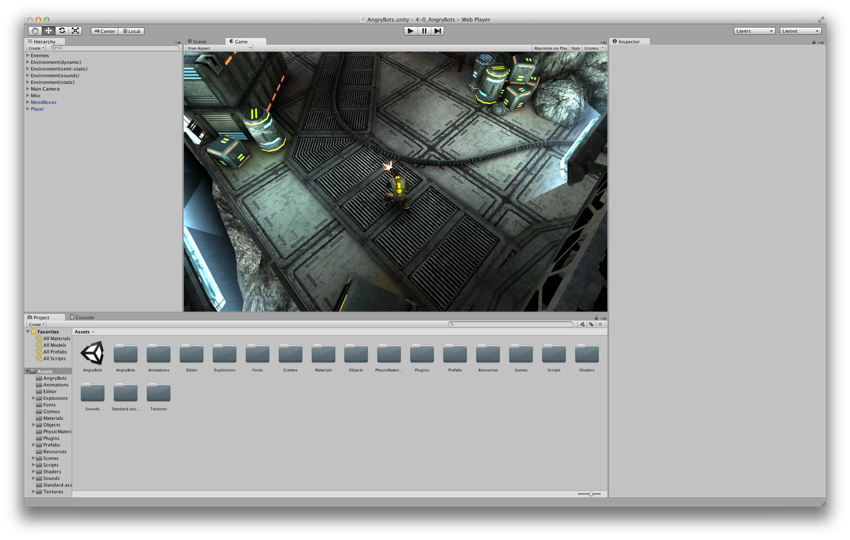 AngryBots.unity – 4-0_AngryBots – Web Player
Center Local
Layers Layout
Hierarchy
Create All
Enemies
Environment(dynamic)
Environment(semi-static)
Environment(sounds)
Environment(static)
Main Camera
Misc
MoodBoxes
Player
Scene Game
Free Aspect Maximize on Play Stats Gizmos
Inspector
Project Console
Create
Favorites
All Materials
All Models
All Prefabs
All Scripts
Assets
AngryBots
Animations
Editor
Explosions
Fonts
Gizmos
Materials
Objects
PhysicMateri
Plugins
Prefabs
Resources
Scenes
Scripts
Shaders
Sounds
Standard ass
Textures
Assets
AngryBots AngryBots Animations Editor Explosions Fonts Gizmos Materials Objects PhysicMater... Plugins Prefabs Resources Scenes Scripts Shaders
Sounds Standard ass... Textures